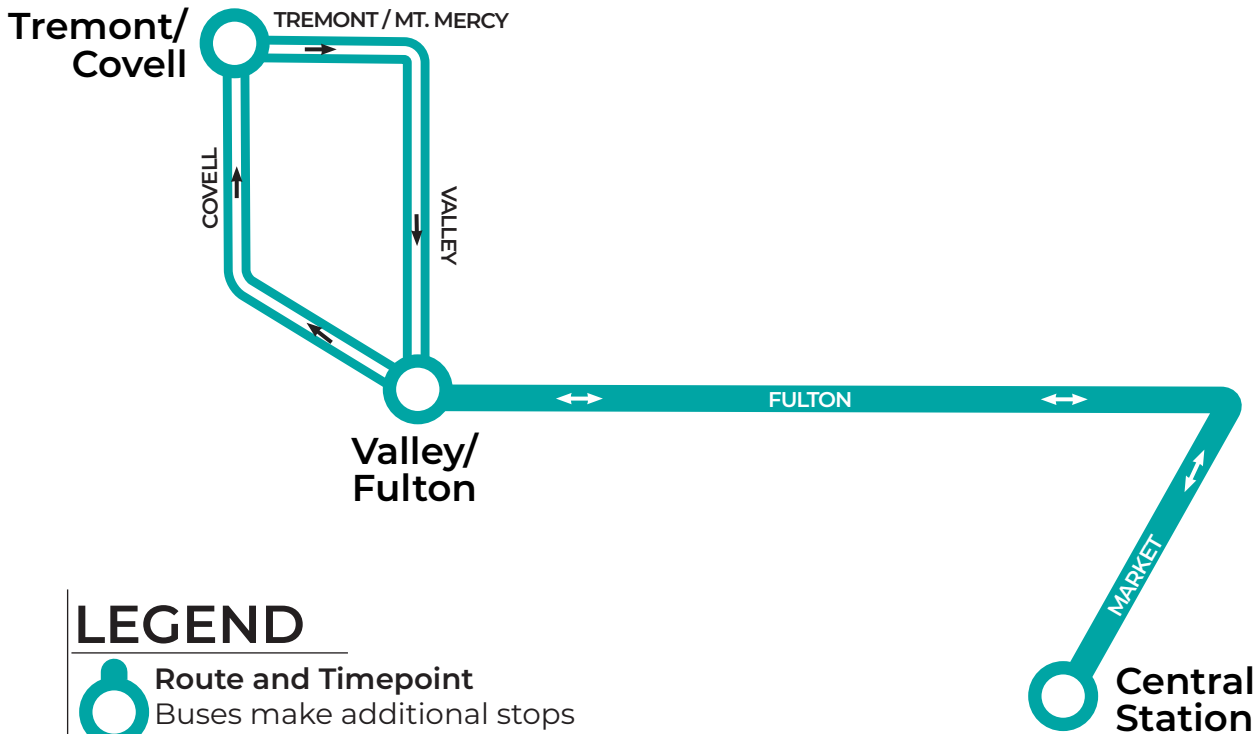 Tremont/
Covell
TREMONT / MT. MERCY
COVELL
VALLEY
FULTON
Valley/
Fulton
MARKET
Central
Station
LEGEND
Route and Timepoint
Buses make additional stops